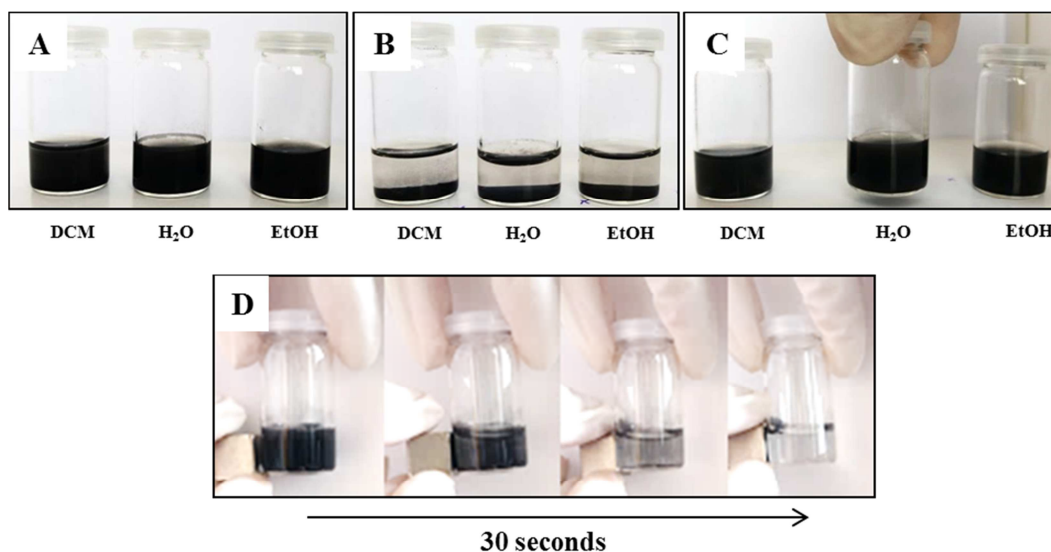 A
B
C
DCM
H₂O
EtOH
DCM
H₂O
EtOH
DCM
H₂O
EtOH
D
30 seconds